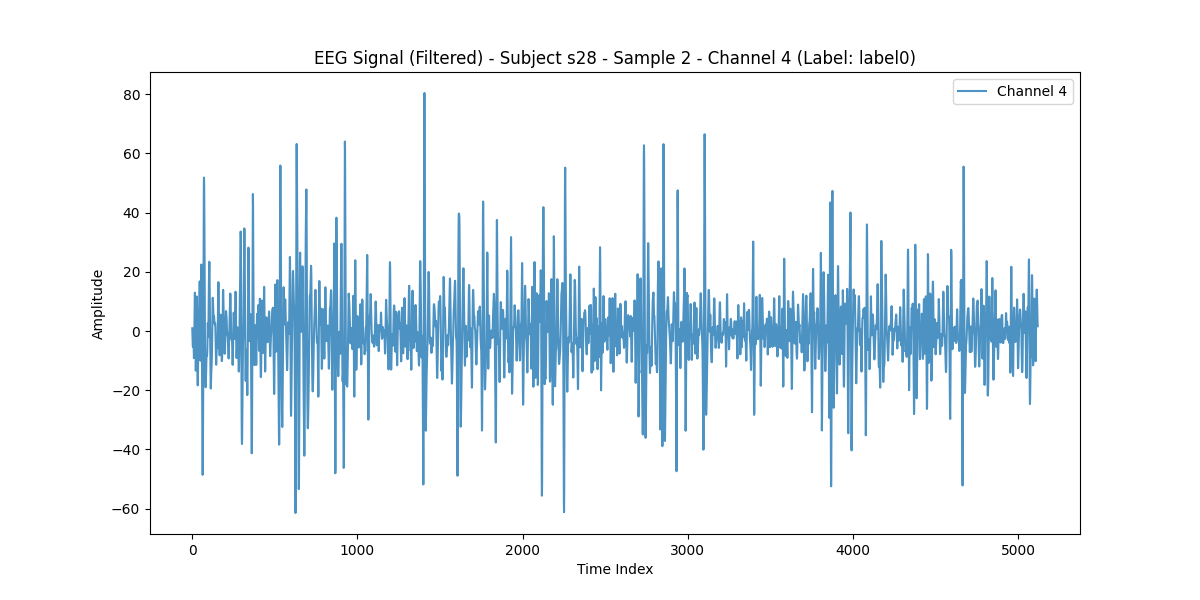 EEG Signal (Filtered) - Subject s28 - Sample 2 - Channel 4 (Label: label0)
Channel 4
80
60
40
20
0
−20
−40
−60
Amplitude
0 1000 2000 3000 4000 5000
Time Index